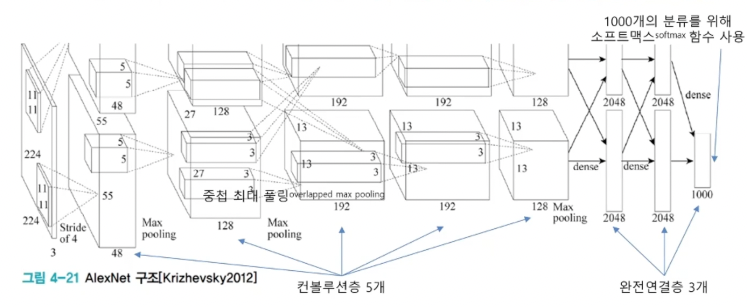 1000개의 분류를 위해
소프트맥스softmax 함수 사용
5
5
48
11
11
224
55
27
128
192
192
128
2048
2048
dense
13
13
13
5
5
3
3
3
3
3
3
13
13
27
55
11
11
224
dense
dense
1000
중첩 최대 풀링overlapped max pooling
Stride
of 4
3
48
Max
pooling
128
Max
pooling
192
192
128
Max
pooling
2048
2048
그림 4-21 AlexNet 구조[Krizhevsky2012]
컨볼루션층 5개
완전연결층 3개